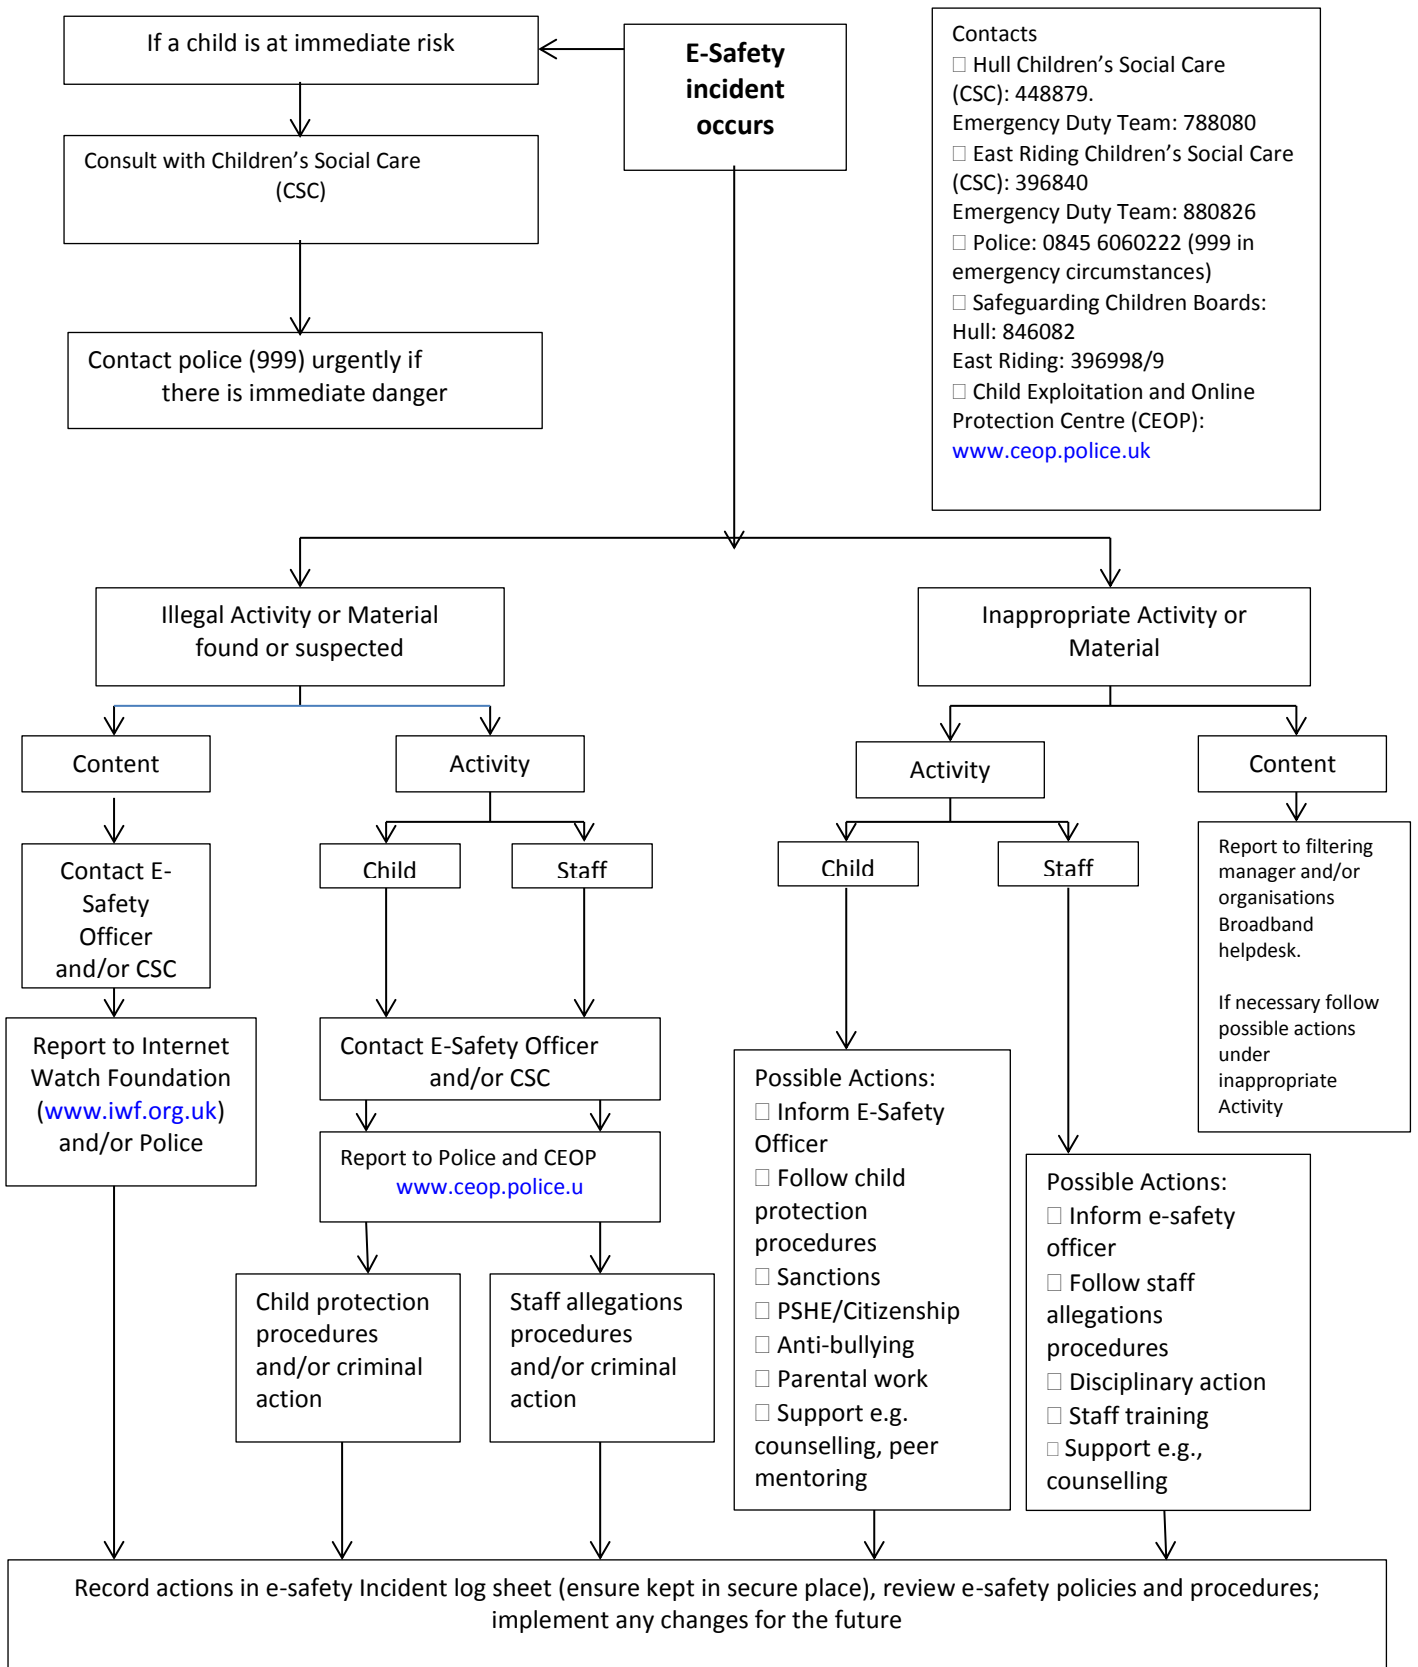 If a child is at immediate risk
E-Safety
incident
occurs
Consult with Children’s Social Care
(CSC)
Contact police (999) urgently if
there is immediate danger
Contacts
□ Hull Children’s Social Care
(CSC): 448879.
Emergency Duty Team: 788080
□ East Riding Children’s Social Care
(CSC): 396840
Emergency Duty Team: 880826
□ Police: 0845 6060222 (999 in
emergency circumstances)
□ Safeguarding Children Boards:
Hull: 846082
East Riding: 396998/9
□ Child Exploitation and Online
Protection Centre (CEOP):
www.ceop.police.uk
Illegal Activity or Material
found or suspected
Inappropriate Activity or
Material
Content
Activity
Activity
Content
Contact E-
Safety
Officer
and/or CSC
Child
Staff
Child
Staff
Report to filtering
manager and/or
organisations
Broadband
helpdesk.
If necessary follow
possible actions
under
inappropriate
Activity
Report to Internet
Watch Foundation
(www.iwf.org.uk)
and/or Police
Contact E-Safety Officer
and/or CSC
Report to Police and CEOP
www.ceop.police.u
Child protection
procedures
and/or criminal
action
Staff allegations
procedures
and/or criminal
action
Possible Actions:
□ Inform E-Safety
Officer
□ Follow child
protection
procedures
□ Sanctions
□ PSHE/Citizenship
□ Anti-bullying
□ Parental work
□ Support e.g.
counselling, peer
mentoring
Possible Actions:
□ Inform e-safety
officer
□ Follow staff
allegations
procedures
□ Disciplinary action
□ Staff training
□ Support e.g.,
counselling
Record actions in e-safety Incident log sheet (ensure kept in secure place), review e-safety policies and procedures;
implement any changes for the future